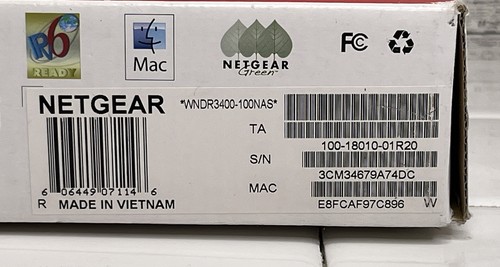 IPv6
READY
Mac
NETGEAR
Green
FC
NETGEAR *WNDR3400-100NAS*
TA
100-18010-01R20
S/N
3CM34679A74DC
MAC
E8FCAF97C896 W
6 06449 07114 6
R MADE IN VIETNAM